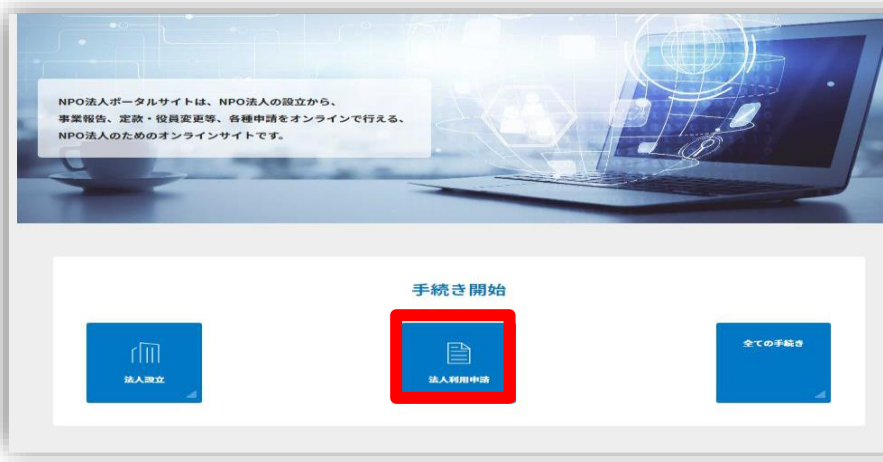 NPO法人ポータルサイトは、NPO法人の設立から、
事業報告、定款・役員変更等、各種申請をオンラインで行える、
NPO法人のためのオンラインサイトです。
手続き開始
法人設立
法人利用申請
全ての手続き